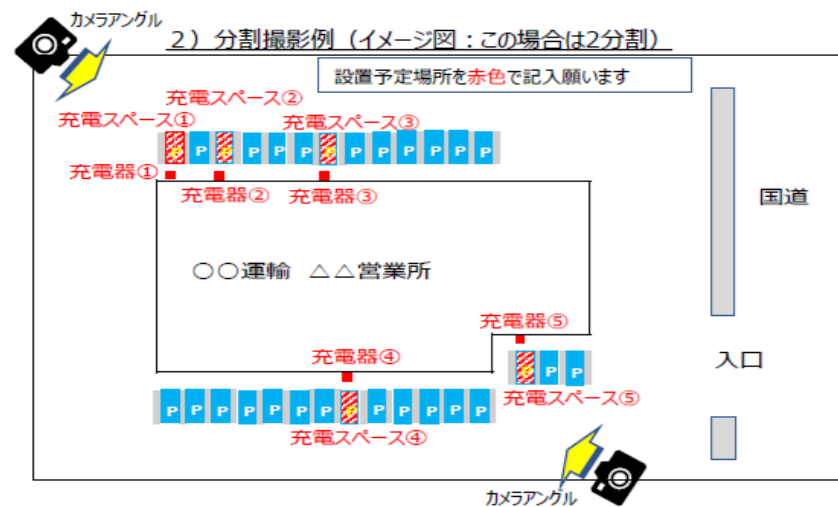 カメラアングル
2）分割撮影例（イメージ図：この場合は2分割）
設置予定場所を赤色で記入願います
充電スペース②
充電スペース①
充電スペース③
P P P P P P P P P P P P P
充電器①
充電器②
充電器③
国道
○○運輸 △△営業所
充電器⑤
充電器④
入口
P P P
充電スペース⑤
P P P P P P P P P P P P P
充電スペース④
カメラアングル